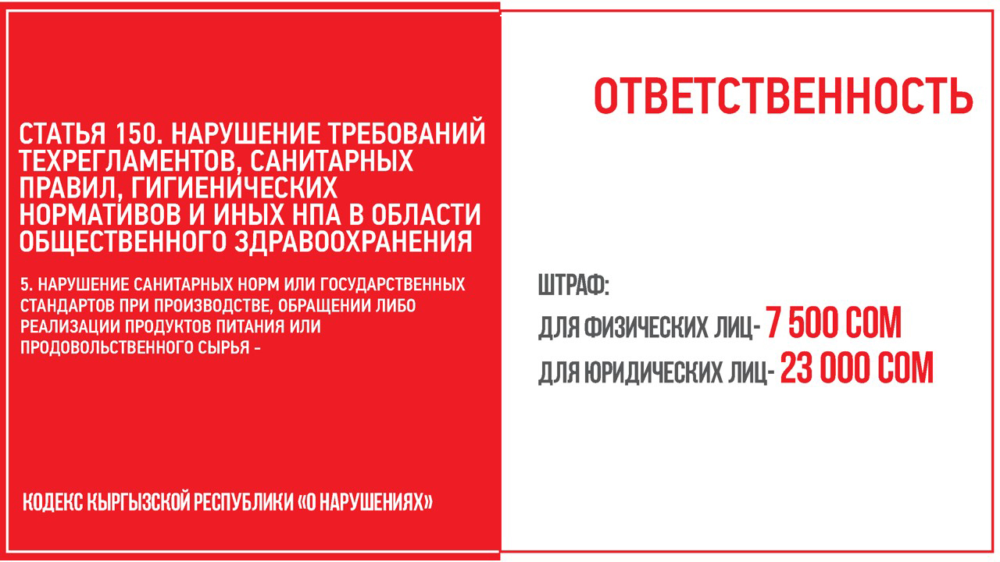 СТАТЬЯ 150. НАРУШЕНИЕ ТРЕБОВАНИЙ
ТЕХРЕГЛАМЕНТОВ, САНИТАРНЫХ
ПРАВИЛ, ГИГИЕНИЧЕСКИХ
НОРМАТИВОВ И ИНЫХ НПА В ОБЛАСТИ
ОБЩЕСТВЕННОГО ЗДРАВООХРАНЕНИЯ
5. НАРУШЕНИЕ САНИТАРНЫХ НОРМ ИЛИ ГОСУДАРСТВЕННЫХ
СТАНДАРТОВ ПРИ ПРОИЗВОДСТВЕ, ОБРАЩЕНИИ ЛИБО
РЕАЛИЗАЦИИ ПРОДУКТОВ ПИТАНИЯ ИЛИ
ПРОДОВОЛЬСТВЕННОГО СЫРЬЯ -
КОДЕКС КЫРГЫЗСКОЙ РЕСПУБЛИКИ «О НАРУШЕНИЯХ»
ОТВЕТСТВЕННОСТЬ
ШТРАФ:
ДЛЯ ФИЗИЧЕСКИХ ЛИЦ- 7 500 СОМ
ДЛЯ ЮРИДИЧЕСКИХ ЛИЦ- 23 000 СОМ